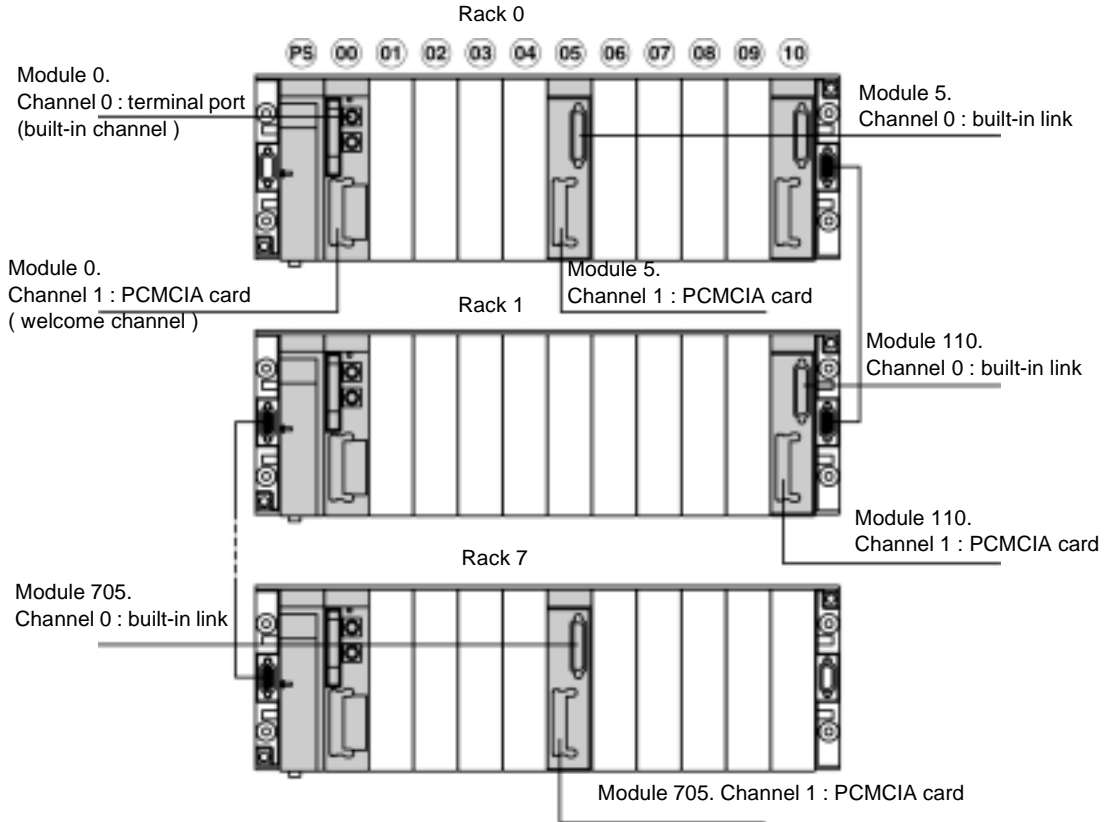 Rack 0
PS 00 01 02 03 04 05 06 07 08 09 10
Module 0.
Channel 0 : terminal port
(built-in channel )
Module 5.
Channel 0 : built-in link
Module 0.
Channel 1 : PCMCIA card
( welcome channel )
Module 5.
Channel 1 : PCMCIA card
Rack 1
Module 110.
Channel 0 : built-in link
Module 110.
Channel 1 : PCMCIA card
Rack 7
Module 705.
Channel 0 : built-in link
Module 705. Channel 1 : PCMCIA card